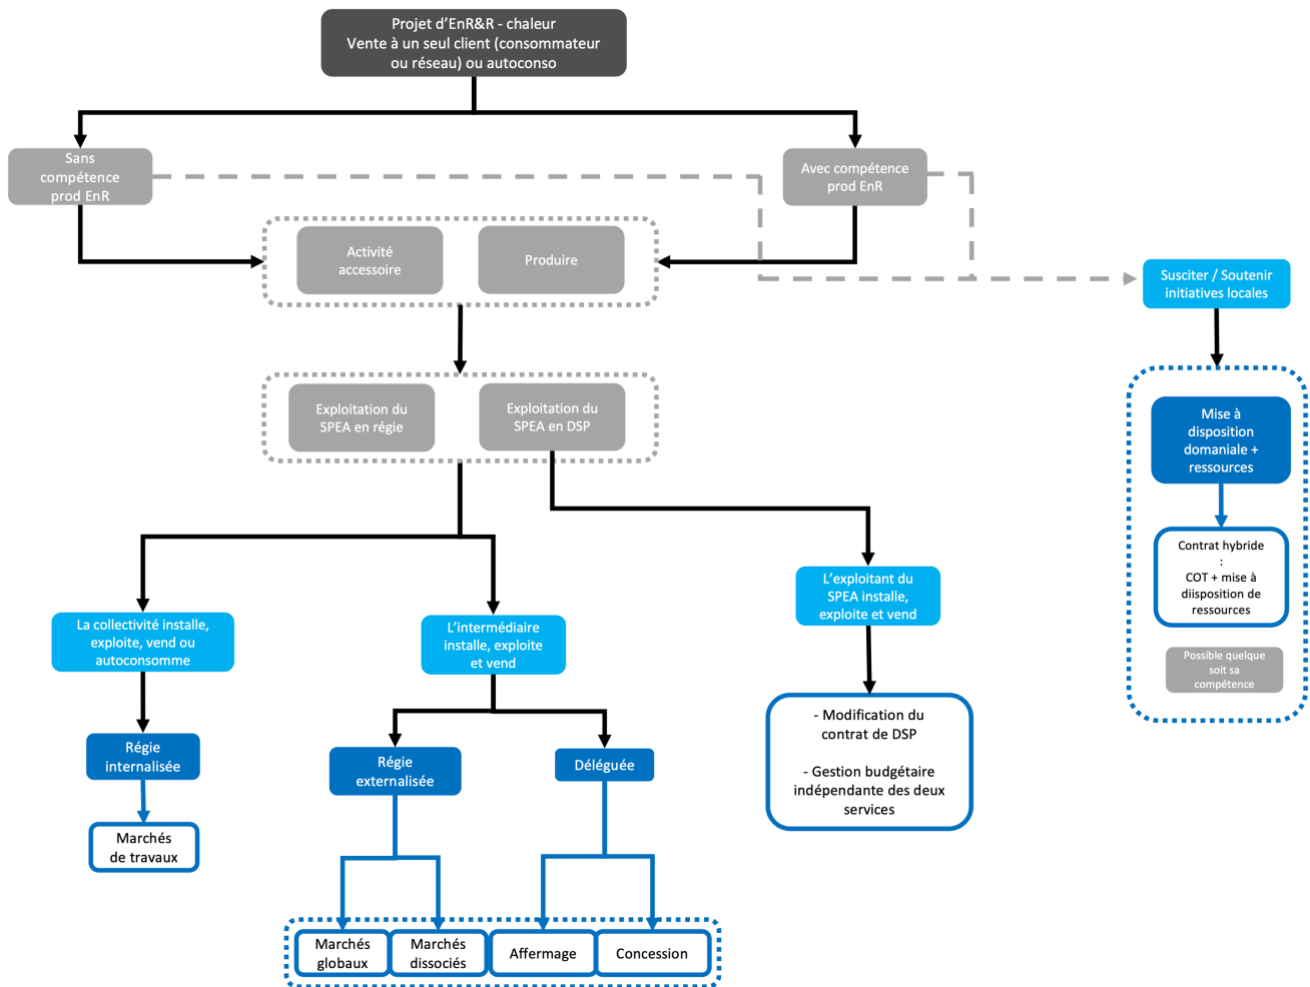 Projet d’EnR&R - chaleur
Vente à un seul client (consommateur
ou réseau) ou autoconso
Sans
compétence
prod EnR
Avec compétence
prod EnR
Activité
accessoire
Produire
Susciter / Soutenir
initiatives locales
Exploitation du
SPEA en régie
Exploitation du
SPEA en DSP
Mise à
disposition
domaniale +
ressources
Contrat hybride
:
COT + mise à
diisposition de
ressources
Possible quelque
soit sa
compétence
La collectivité installe,
exploite, vend ou
autoconsomme
L’intermédiaire
installe, exploite
et vend
L’exploitant du
SPEA installe,
exploite et vend
Régie
internalisée
Régie
externalisée
Déléguée
- Modification du
contrat de DSP
- Gestion budgétaire
indépendante des deux
services
Marchés
de travaux
Marchés
globaux
Marchés
dissociés
Affermage
Concession